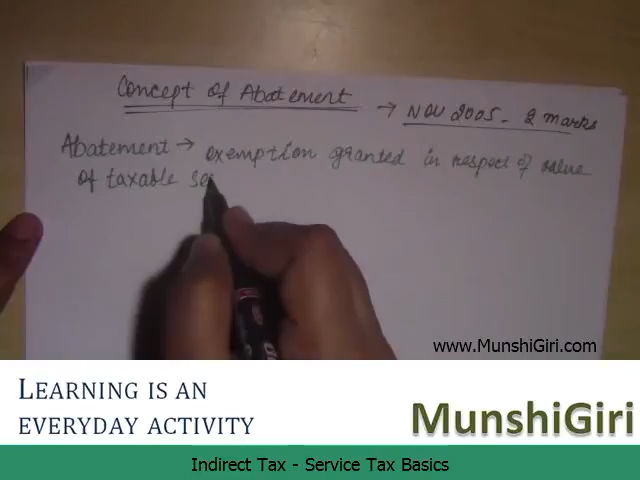 Concept of Abatement
→ NOV 2005 - 2 marks
Abatement → exemption granted in respect of value
of taxable se
www.MunshiGiri.com
LEARNING IS AN
EVERYDAY ACTIVITY
MunshiGiri
Indirect Tax - Service Tax Basics